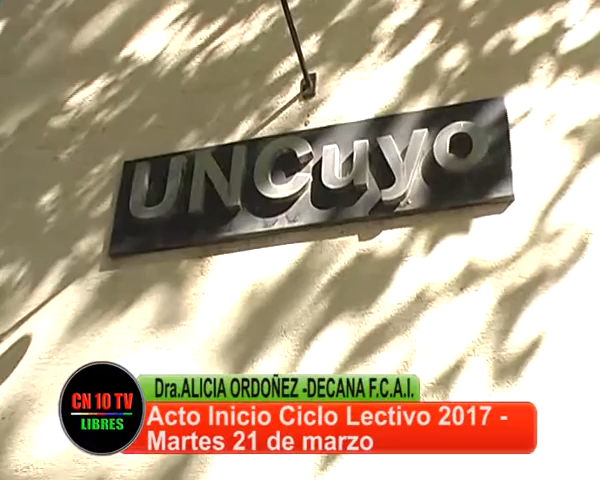 UNCuyo
Dra.ALICIA ORDOÑEZ -DECANA F.C.A.I.
CN 10 TV
LIBRES
Acto Inicio Ciclo Lectivo 2017 -
Martes 21 de marzo